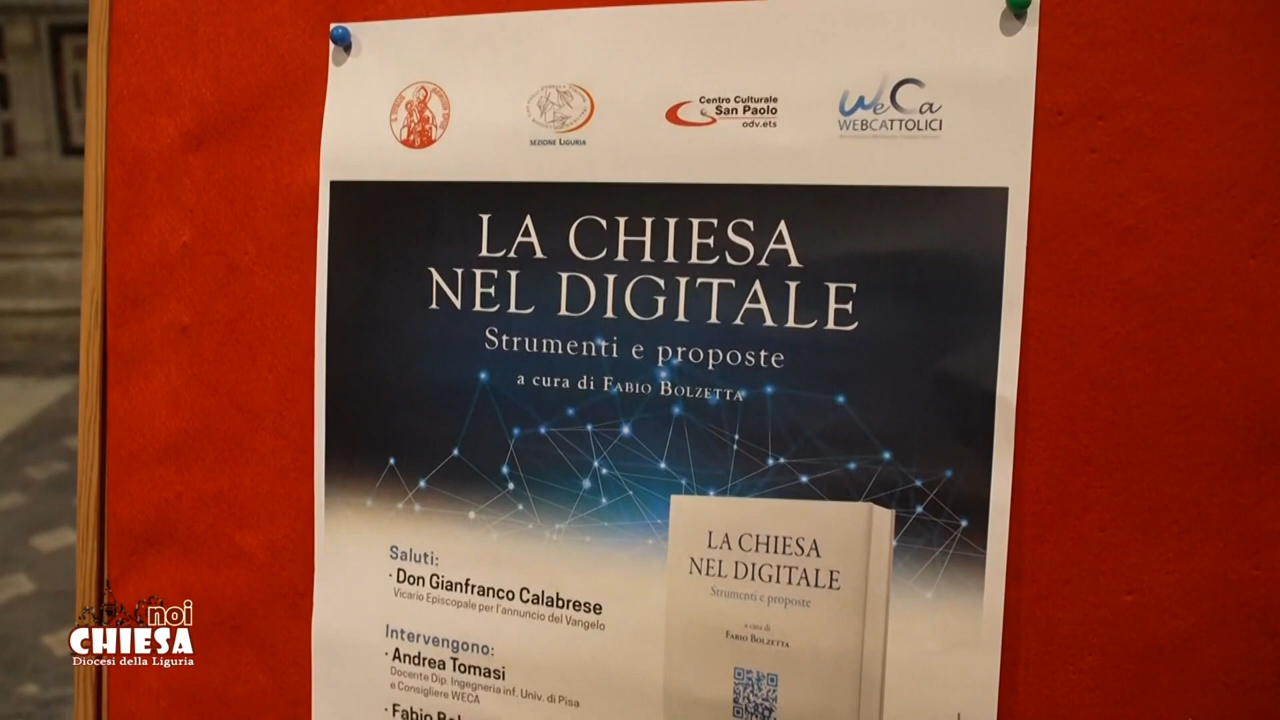 SEZIONE LIGURIA
Centro Culturale
San Paolo
odv.ets
WeCa
WEBCATTOLICI
LA CHIESA
NEL DIGITALE
Strumenti e proposte
a cura di FABIO BOLZETTA
Saluti:
· Don Gianfranco Calabrese
Vicario Episcopale per l'annuncio del Vangelo
Intervengono:
· Andrea Tomasi
Docente Dip. Ingegneria inf. Univ. di Pisa
e Consigliere WECA
· Fabio
LA CHIESA
NEL DIGITALE
Strumenti e proposte
a cura di
FABIO BOLZETTA
noi
CHIESA
Diocesi della Liguria